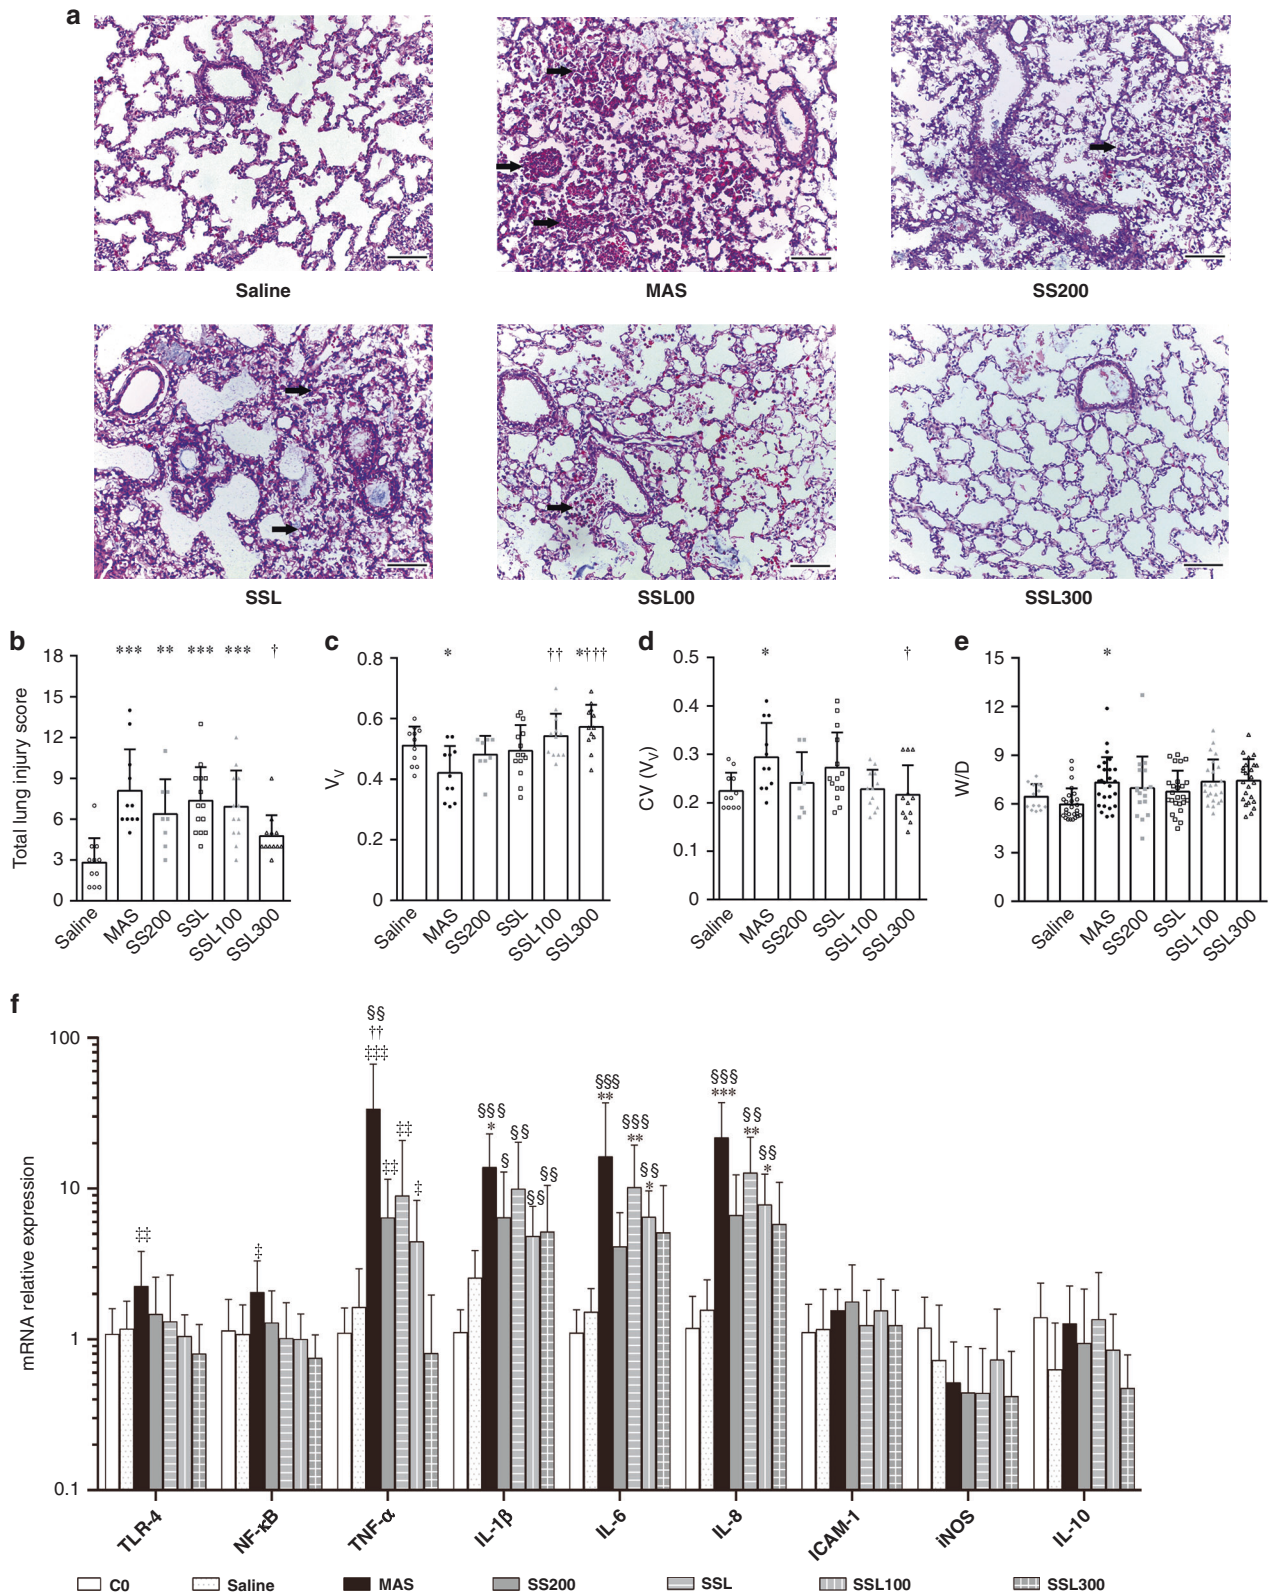 a
Saline
MAS
SS200
SSL
SSL00
SSL300
b
Total lung injury score
18
15
12
9
6
3
0
*** ** *** *** †
Saline
MAS
SS200
SSL
SSL100
SSL300
c
V_V
0.8
0.6
0.4
0.2
0
* †† *†††
Saline
MAS
SS200
SSL
SSL100
SSL300
d
CV (V_V)
0.5
0.4
0.3
0.2
0.1
0
* †
Saline
MAS
SS200
SSL
SSL100
SSL300
e
W/D
15
12
9
6
3
0
*
Saline
MAS
SS200
SSL
SSL100
SSL300
f
mRNA relative expression
100
10
1
0.1
‡‡
‡
§§
††
‡‡‡
‡‡
‡‡
‡
§§§
*
§
§§
§§
§§
§§§
**
§§§
**
§§
*
§§§
***
§§
**
§§
*
TLR-4
NF-κB
TNF-α
IL-1β
IL-6
IL-8
ICAM-1
iNOS
IL-10
C0 Saline MAS SS200 SSL SSL100 SSL300